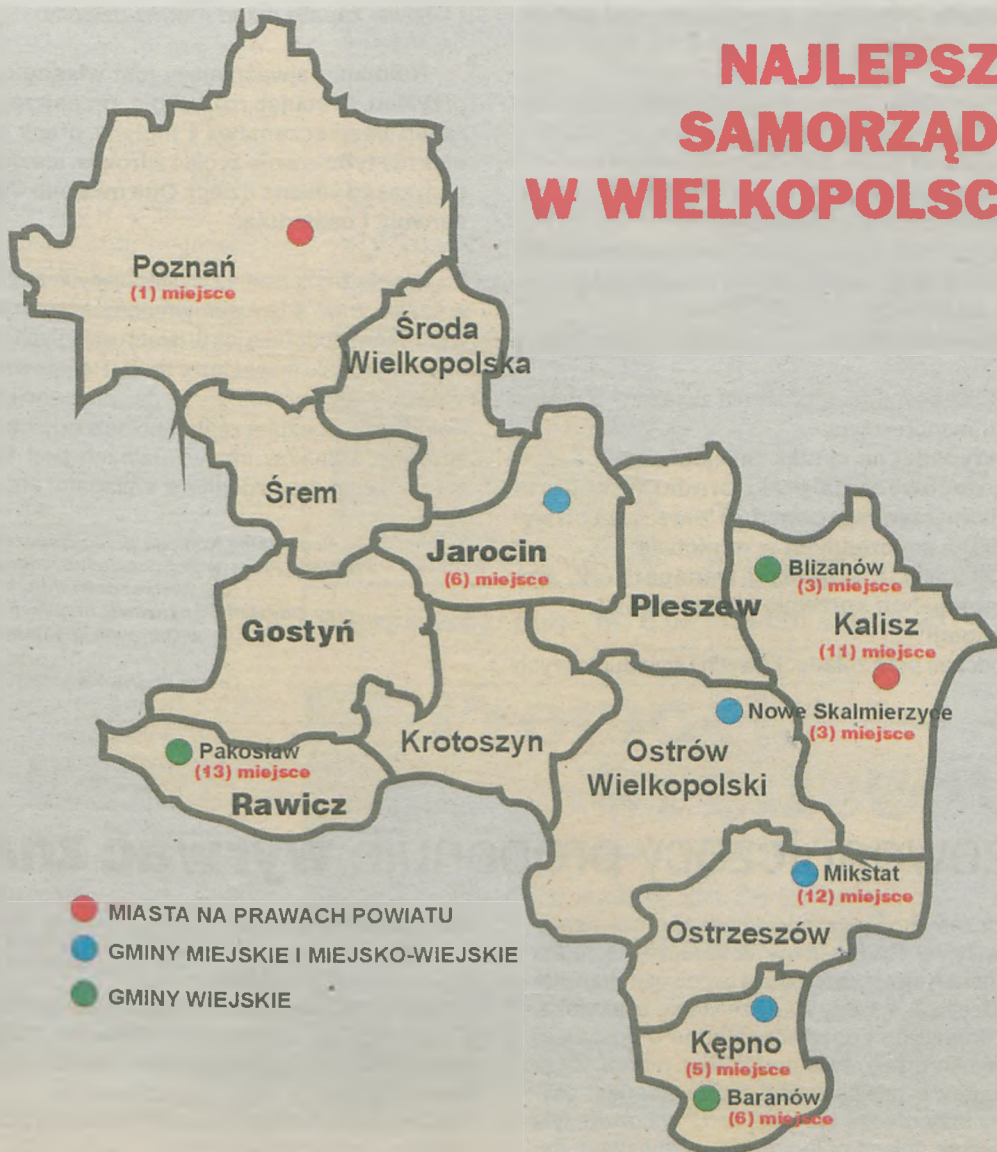 NAJLEPSZ
SAMORZĄD
W WIELKOPOLSC
Poznań
(1) miejsce
Środa
Wielkopolska
Śrem
Jarocin
(6) miejsce
Blizanów
(3) miejsce
Pleszew
Kalisz
(11) miejsce
Gostyń
Nowe Skalmierzyce
(3) miejsce
Krotoszyn
Ostrów
Wielkopolski
Pakosław
(13) miejsce
Rawicz
Mikstat
(12) miejsce
Ostrzeszów
MIASTA NA PRAWACH POWIATU
GMINY MIEJSKIE I MIEJSKO-WIEJSKIE
GMINY WIEJSKIE
Kępno
(5) miejsce
Baranów
(6) miejsce